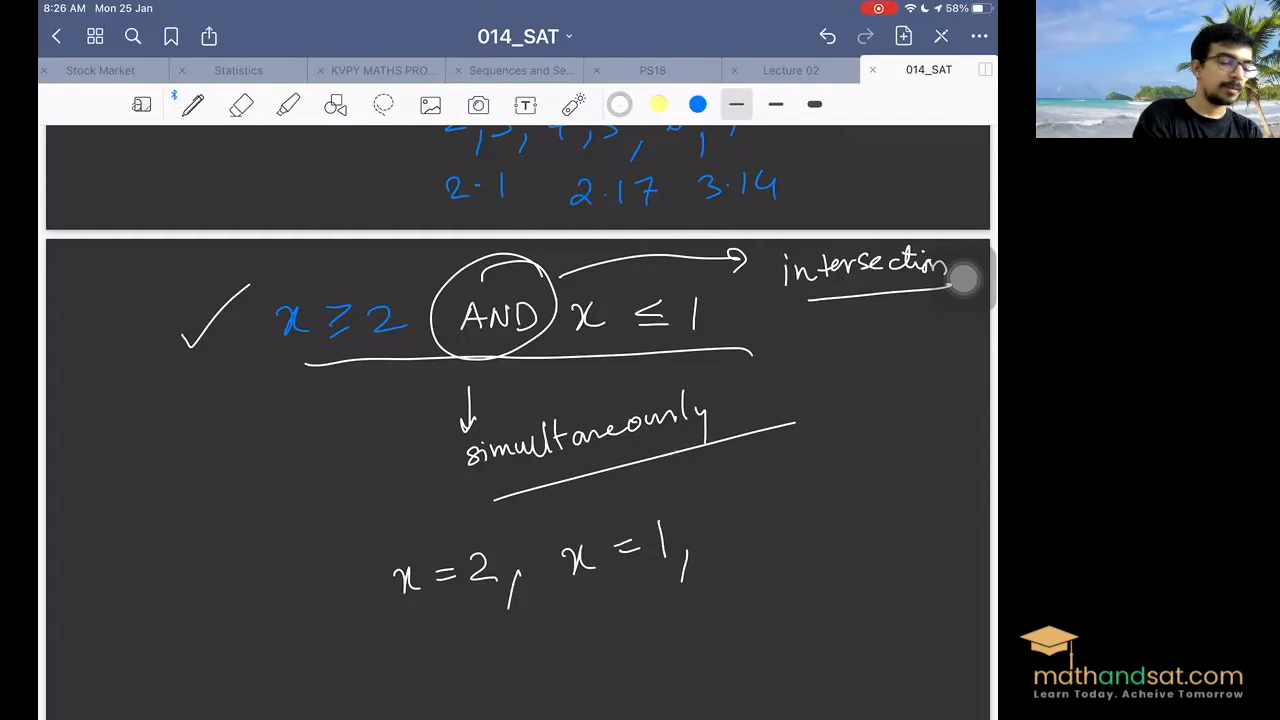 8:26 AM Mon 25 Jan
58%
014_SAT
Stock Market
Statistics
KVPY MATHS PRO...
Sequences and Se...
PS18
Lecture 02
014_SAT
2.1 2.17 3.14
intersection
x ≥ 2 AND x ≤ 1
simultaneously
x = 2, x = 1,
mathandsat.com
Learn Today. Acheive Tomorrow